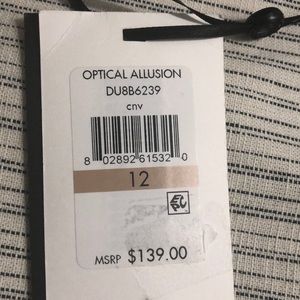 OPTICAL ALLUSION
DU8B6239
cnv
8 02892 61532 0
12
MSRP $139.00